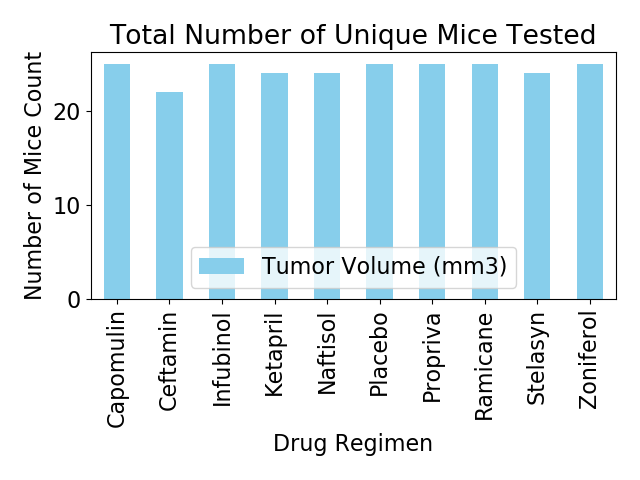 Total Number of Unique Mice Tested
Number of Mice Count
20
10
0
Tumor Volume (mm3)
Capomulin
Ceftamin
Infubinol
Ketapril
Naftisol
Placebo
Propriva
Ramicane
Stelasyn
Zoniferol
Drug Regimen